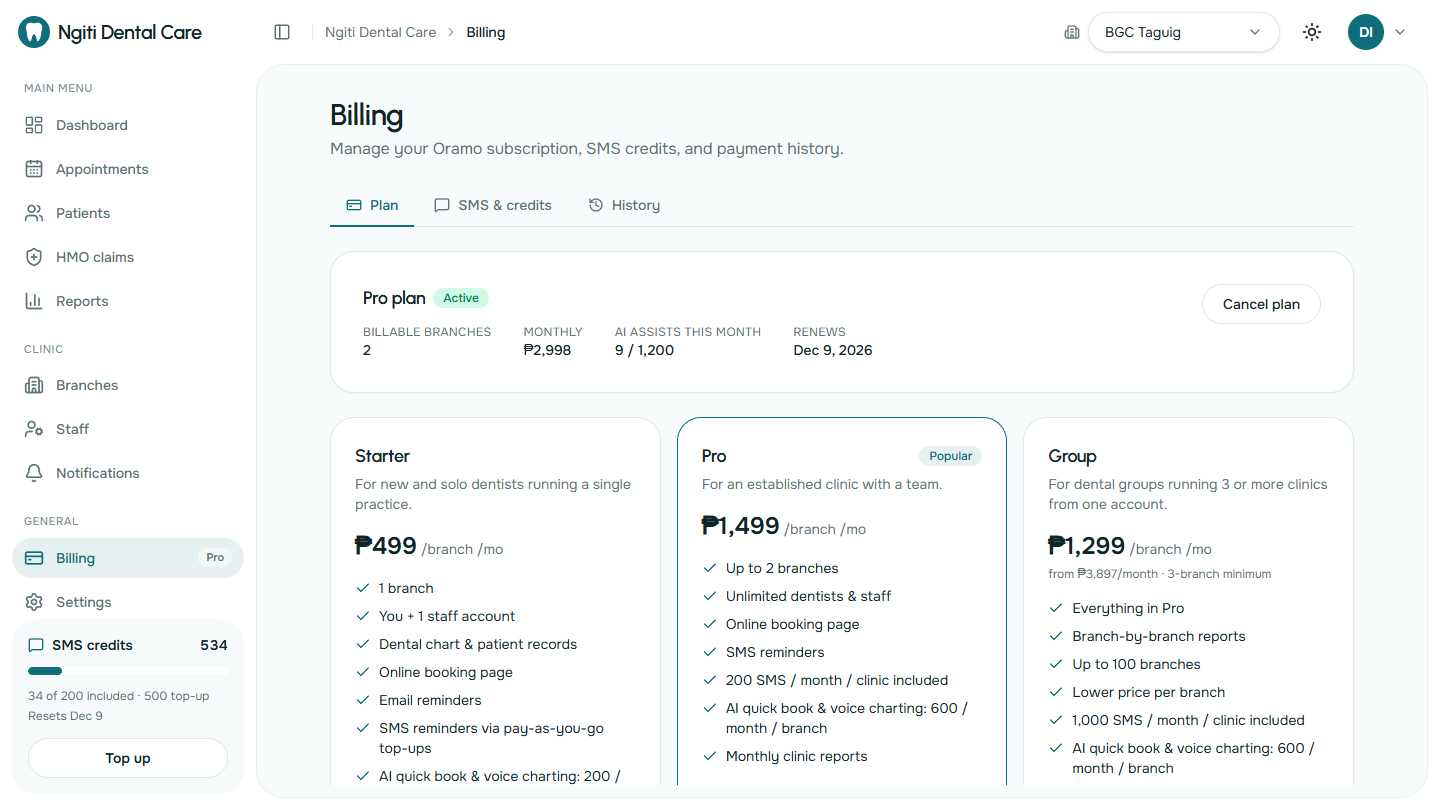 Ngiti Dental Care
Ngiti Dental Care > Billing
BGC Taguig
DI
MAIN MENU
Dashboard
Appointments
Patients
HMO claims
Reports
CLINIC
Branches
Staff
Notifications
GENERAL
Billing
Pro
Settings
SMS credits
534
34 of 200 included · 500 top-up
Resets Dec 9
Top up
Billing
Manage your Oramo subscription, SMS credits, and payment history.
Plan
SMS & credits
History
Pro plan
Active
Cancel plan
BILLABLE BRANCHES
2
MONTHLY
₱2,998
AI ASSISTS THIS MONTH
9 / 1,200
RENEWS
Dec 9, 2026
Starter
For new and solo dentists running a single
practice.
₱499 /branch /mo
1 branch
You + 1 staff account
Dental chart & patient records
Online booking page
Email reminders
SMS reminders via pay-as-you-go
top-ups
AI quick book & voice charting: 200 /
Pro
Popular
For an established clinic with a team.
₱1,499 /branch /mo
Up to 2 branches
Unlimited dentists & staff
Online booking page
SMS reminders
200 SMS / month / clinic included
AI quick book & voice charting: 600 /
month / branch
Monthly clinic reports
Group
For dental groups running 3 or more clinics
from one account.
₱1,299 /branch /mo
from ₱3,897/month · 3-branch minimum
Everything in Pro
Branch-by-branch reports
Up to 100 branches
Lower price per branch
1,000 SMS / month / clinic included
AI quick book & voice charting: 600 /
month / branch